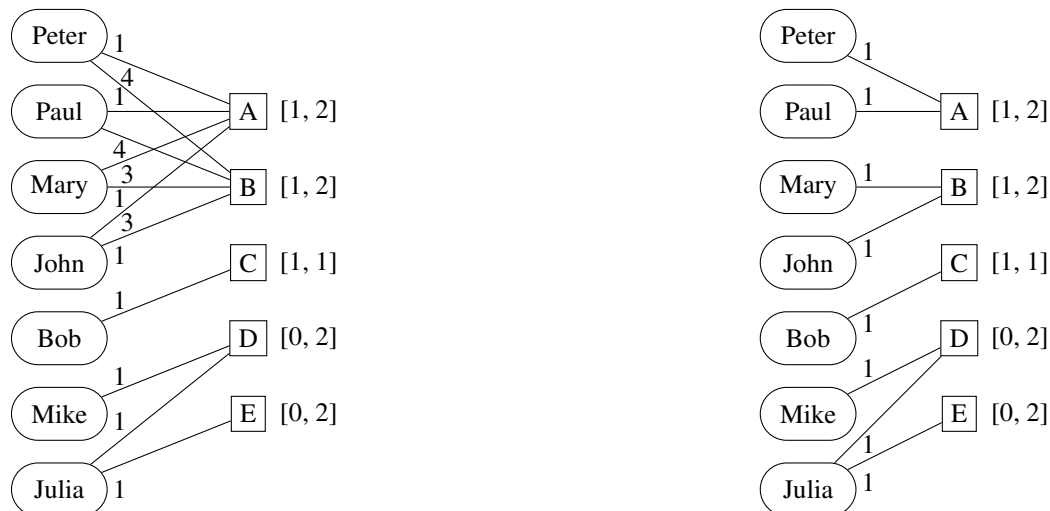 Peter
1
4
Paul
1
A [1, 2]
4
Mary
3
B [1, 2]
1
3
John
1
C [1, 1]
1
Bob
D [0, 2]
1
Mike
1
E [0, 2]
Julia
1
Peter
1
Paul
1
A [1, 2]
Mary
1
B [1, 2]
John
1
C [1, 1]
Bob
1
D [0, 2]
1
Mike
E [0, 2]
1
Julia
1